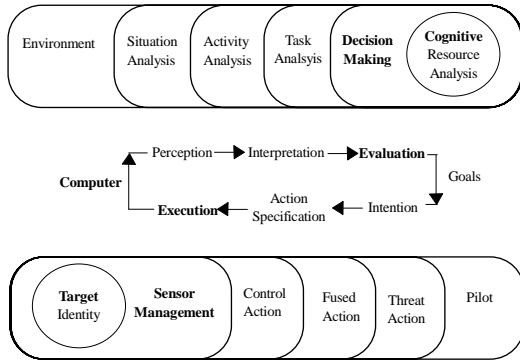 Environment
Situation
Analysis
Activity
Analysis
Task
Analsyis
Decision
Making
Cognitive
Resource
Analysis
Perception
Interpretation
Evaluation
Computer
Goals
Execution
Action
Specification
Intention
Target
Identity
Sensor
Management
Control
Action
Fused
Action
Threat
Action
Pilot